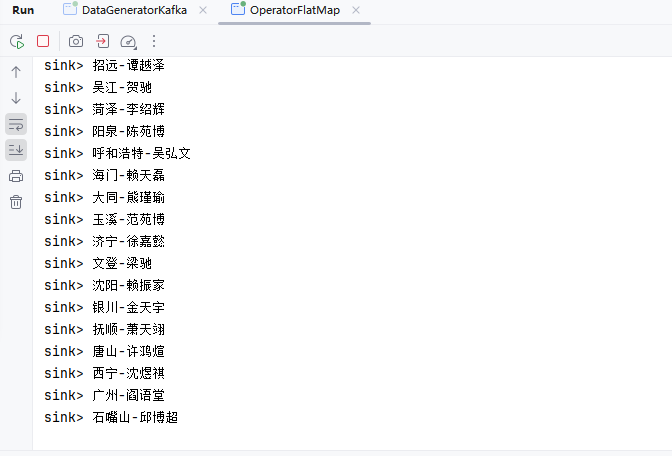 Run DataGeneratorKafka OperatorFlatMap
sink> 招远-谭越泽
sink> 吴江-贺驰
sink> 菏泽-李绍辉
sink> 阳泉-陈苑博
sink> 呼和浩特-吴弘文
sink> 海门-赖天磊
sink> 大同-熊瑾瑜
sink> 玉溪-范苑博
sink> 济宁-徐嘉懿
sink> 文登-梁驰
sink> 沈阳-赖振家
sink> 银川-金天宇
sink> 抚顺-萧天翊
sink> 唐山-许鸿煊
sink> 西宁-沈煜祺
sink> 广州-阎语堂
sink> 石嘴山-邱博超